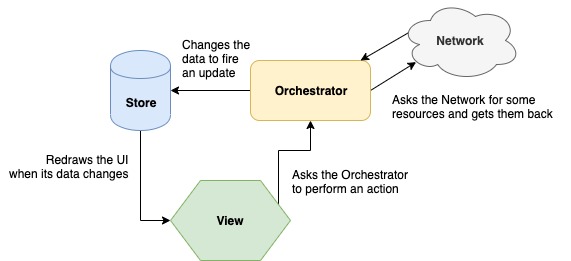 Changes the
data to fire
an update
Network
Store
Orchestrator
Asks the Network for some
resources and gets them back
Redraws the UI
when its data changes
Asks the Orchestrator
to perform an action
View